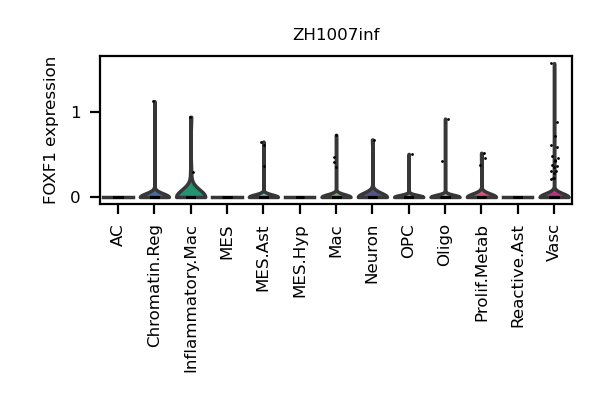 ZH1007inf
FOXF1 expression
1
0
AC
Chromatin.Reg
Inflammatory.Mac
MES
MES.Ast
MES.Hyp
Mac
Neuron
OPC
Oligo
Prolif.Metab
Reactive.Ast
Vasc